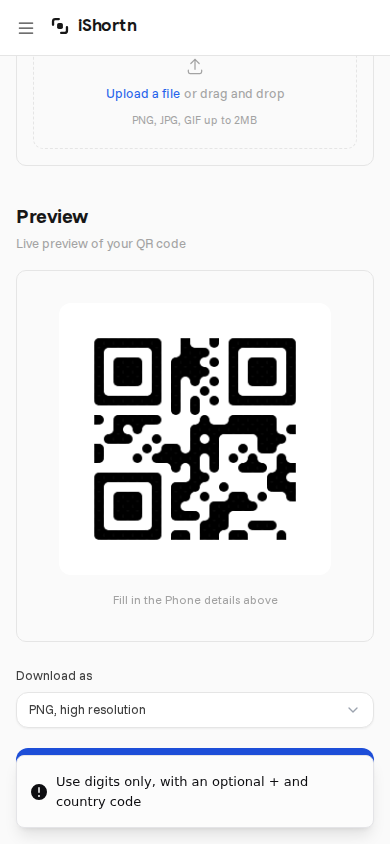 iShortn
Upload a file or drag and drop
PNG, JPG, GIF up to 2MB
Preview
Live preview of your QR code
Fill in the Phone details above
Download as
PNG, high resolution
Use digits only, with an optional + and
country code